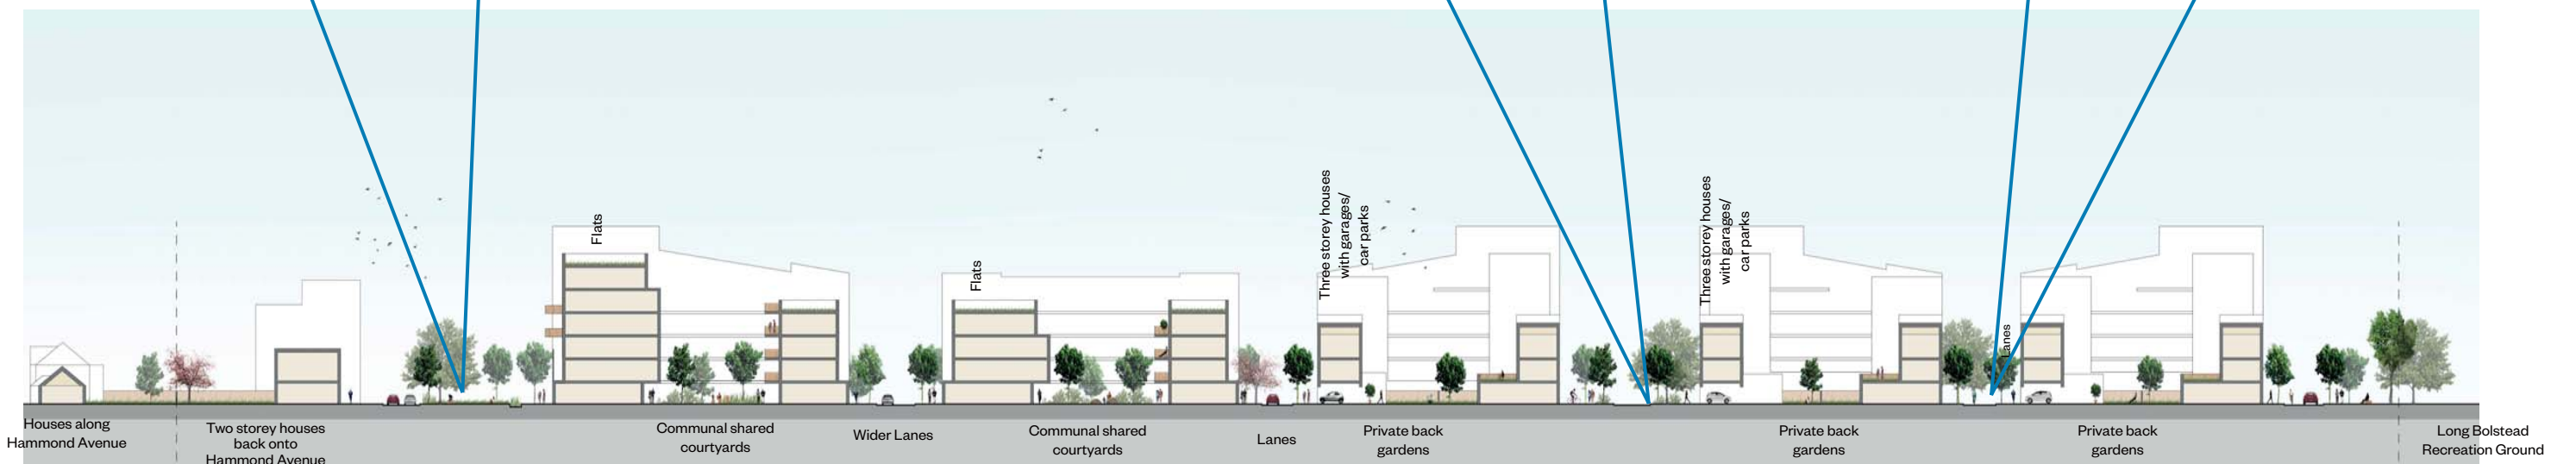 Flats
Flats
Three storey houses
with garages/
car parks
Three storey houses
with garages/
car parks
Lanes
Houses along
Hammond Avenue
Two storey houses
back onto
Hammond Avenue
Communal shared
courtyards
Wider Lanes
Communal shared
courtyards
Lanes
Private back
gardens
Private back
gardens
Private back
gardens
Long Bolstead
Recreation Ground